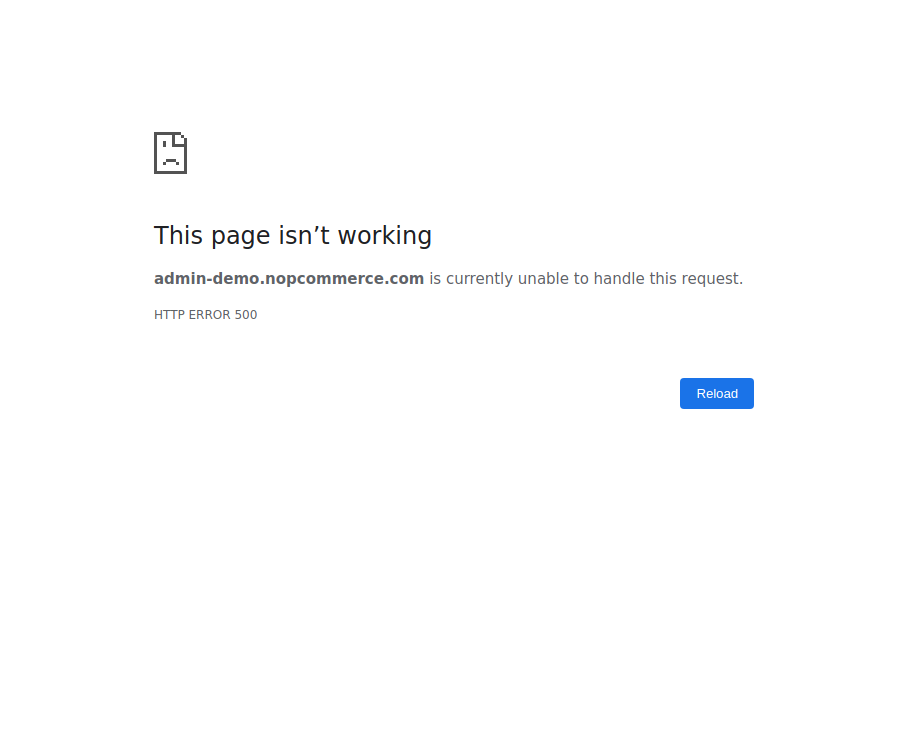 This page isn’t working
admin-demo.nopcommerce.com is currently unable to handle this request.
HTTP ERROR 500
Reload